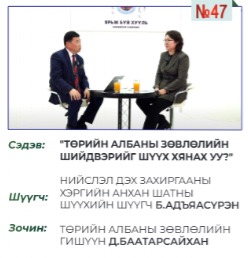 №47
ЯРЬЖ БУЙ ХУУЛЬ
Сэдэв: "ТӨРИЙН АЛБАНЫ ЗӨВЛӨЛИЙН
ШИЙДВЭРИЙГ ШҮҮХ ХЯНАХ УУ?"
НИЙСЛЭЛ ДЭХ ЗАХИРГААНЫ
Шүүгч: ХЭРГИЙН АНХАН ШАТНЫ
ШҮҮХИЙН ШҮҮГЧ Б.АДЪЯАСҮРЭН
Зочин: ТӨРИЙН АЛБАНЫ ЗӨВЛӨЛИЙН
ГИШҮҮН Д.БААТАРСАЙХАН